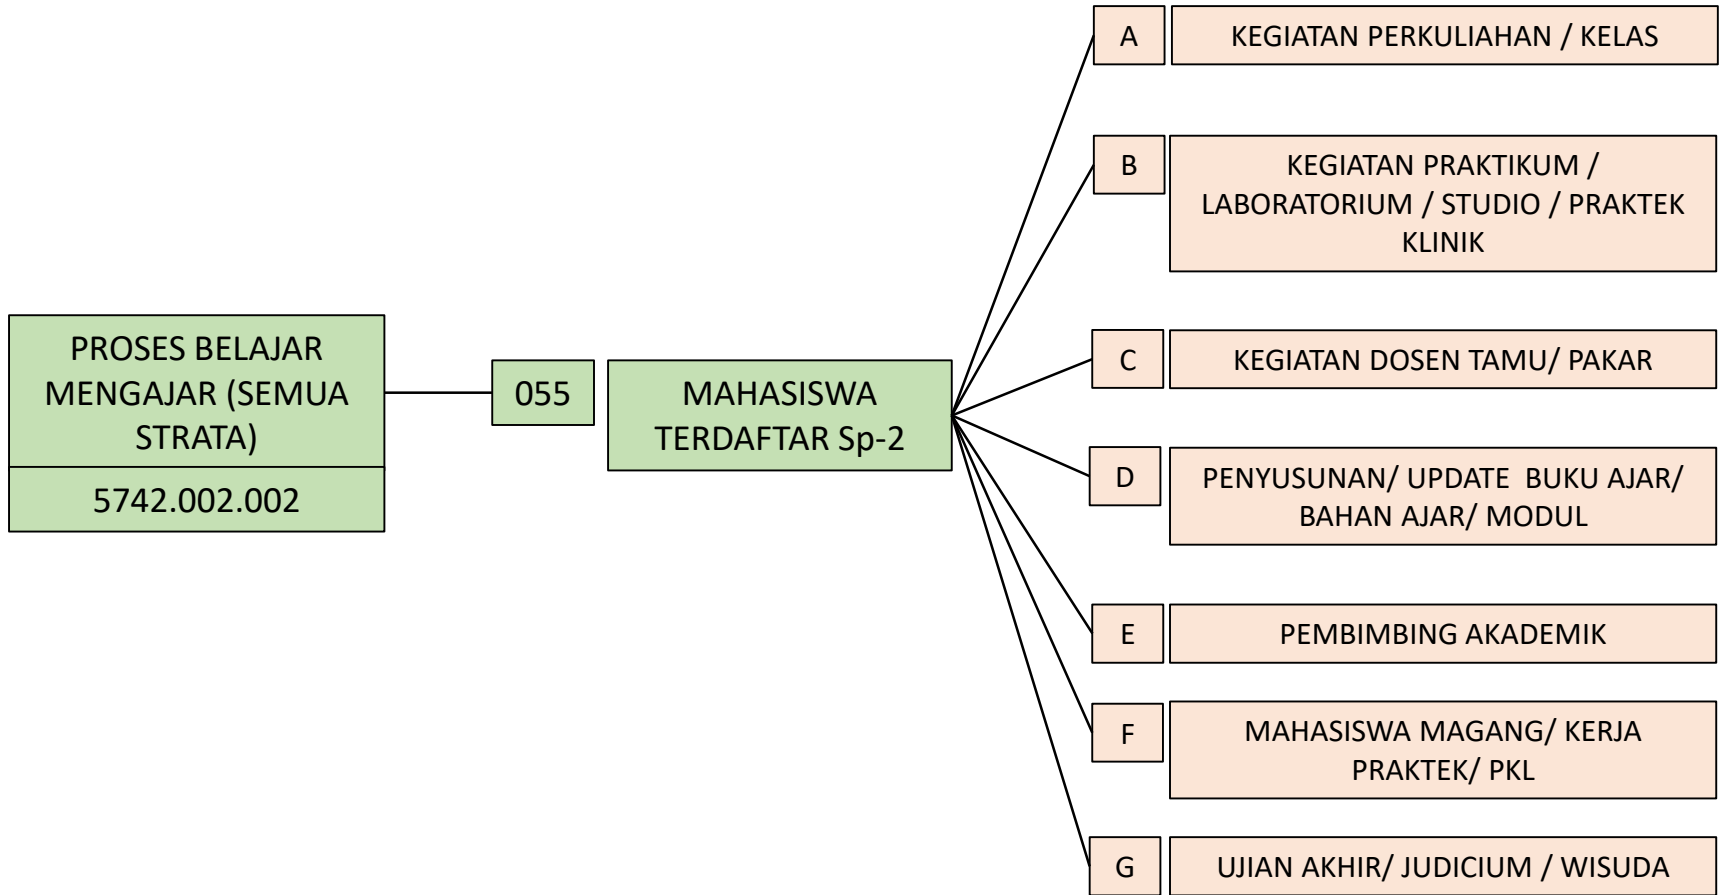 PROSES BELAJAR
MENGAJAR (SEMUA
STRATA)
5742.002.002
055
MAHASISWA
TERDAFTAR Sp-2
A
KEGIATAN PERKULIAHAN / KELAS
B
KEGIATAN PRAKTIKUM /
LABORATORIUM / STUDIO / PRAKTEK
KLINIK
C
KEGIATAN DOSEN TAMU/ PAKAR
D
PENYUSUNAN/ UPDATE  BUKU AJAR/
BAHAN AJAR/ MODUL
E
PEMBIMBING AKADEMIK
F
MAHASISWA MAGANG/ KERJA
PRAKTEK/ PKL
G
UJIAN AKHIR/ JUDICIUM / WISUDA